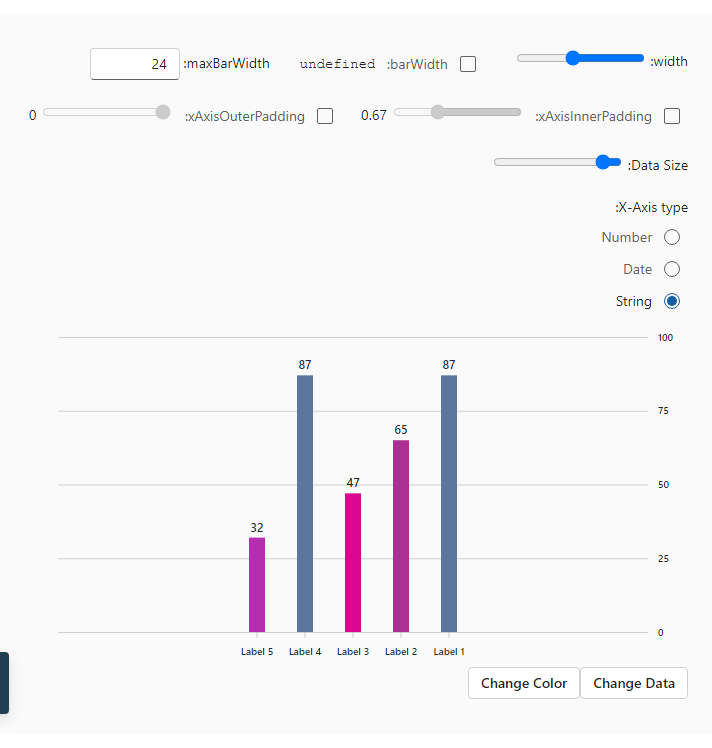 width:
barWidth: undefined
maxBarWidth: 24
xAxisInnerPadding: 0.67
xAxisOuterPadding: 0
Data Size:
X-Axis type:
Number
Date
String
100
75
50
25
0
87
65
47
87
32
Label 1
Label 2
Label 3
Label 4
Label 5
Change Data
Change Color